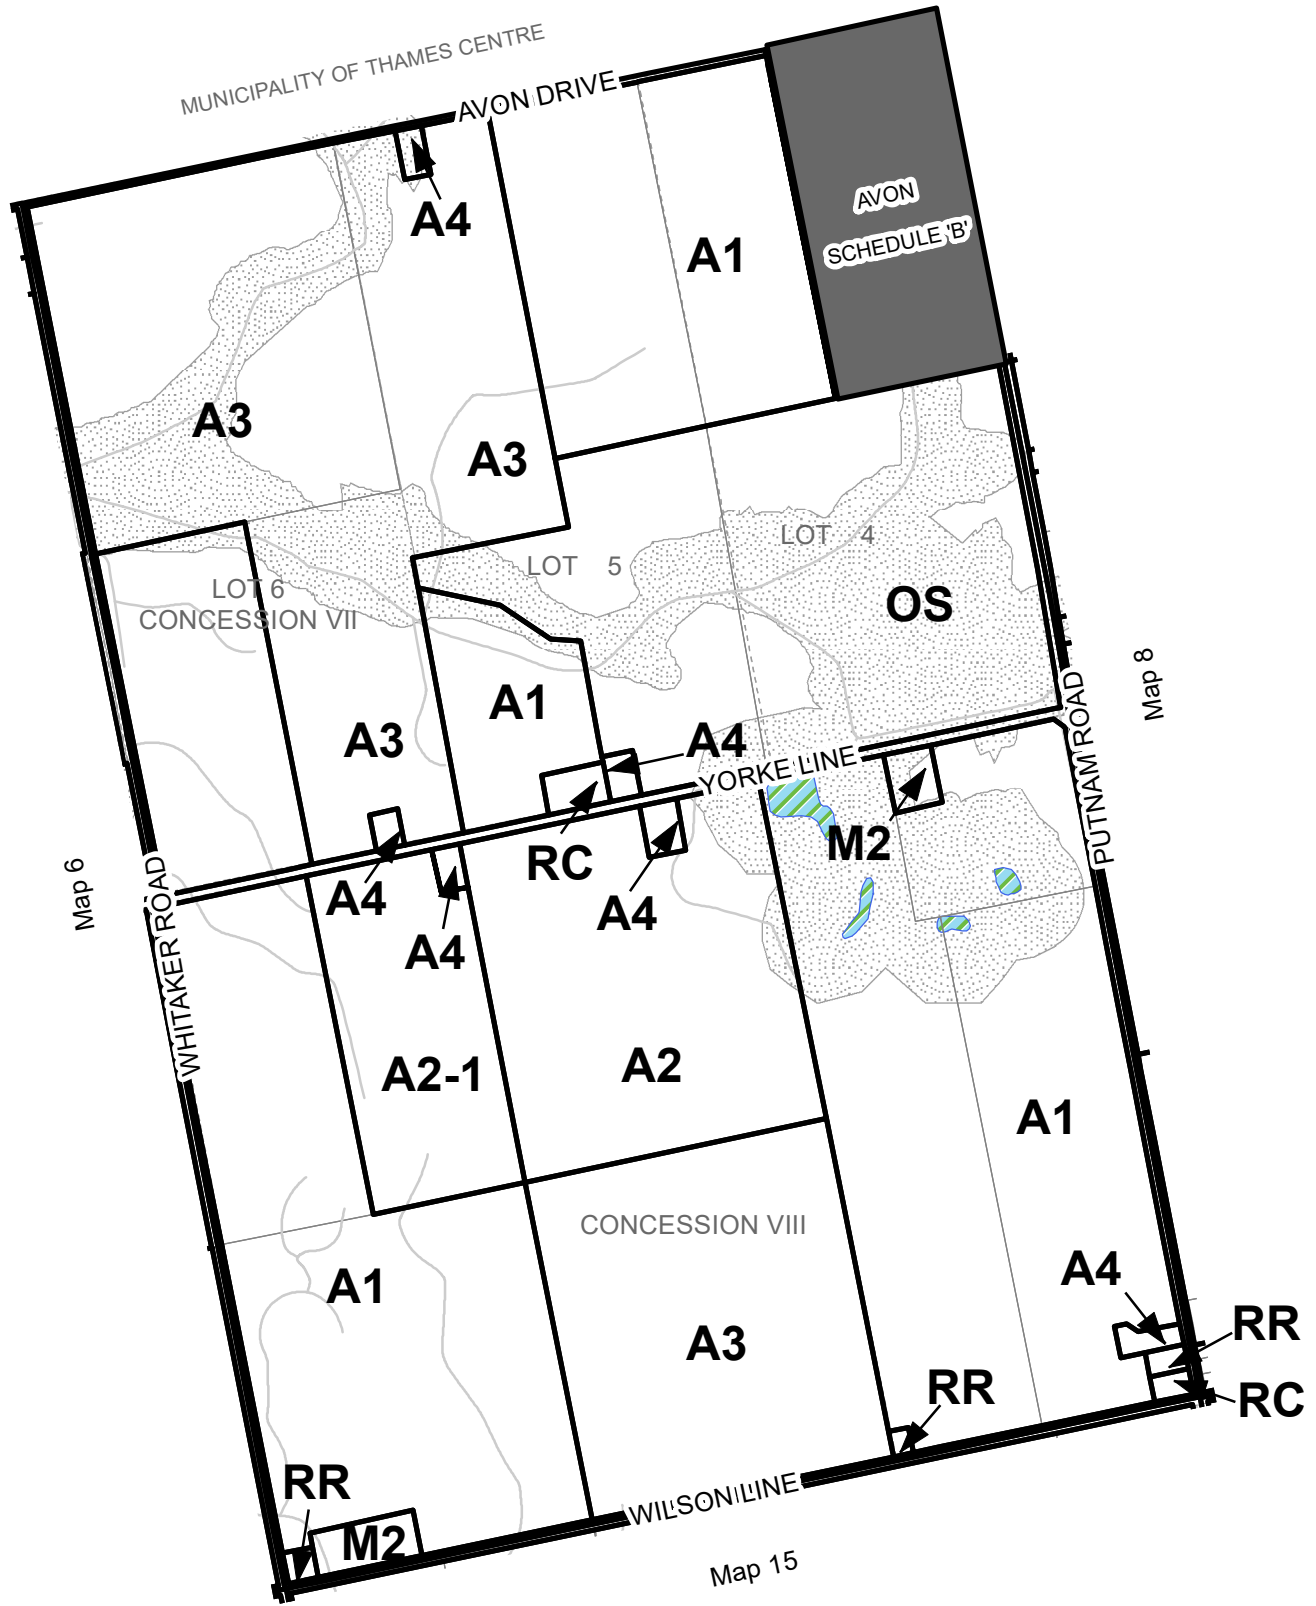 MUNICIPALITY OF THAMES CENTRE
AVON DRIVE
A4
A1
AVON
SCHEDULE 'B'
A3
A3
LOT 4
LOT 5
LOT 6
CONCESSION VII
OS
Map 8
A1
A3
A4
YORKE LINE
PUTNAM ROAD
M2
RC
Map 6
WHITAKER ROAD
A4
A4
A4
A2-1
A2
A1
CONCESSION VIII
A4
A1
RR
A3
RR
RC
RR
WILSON LINE
M2
Map 15